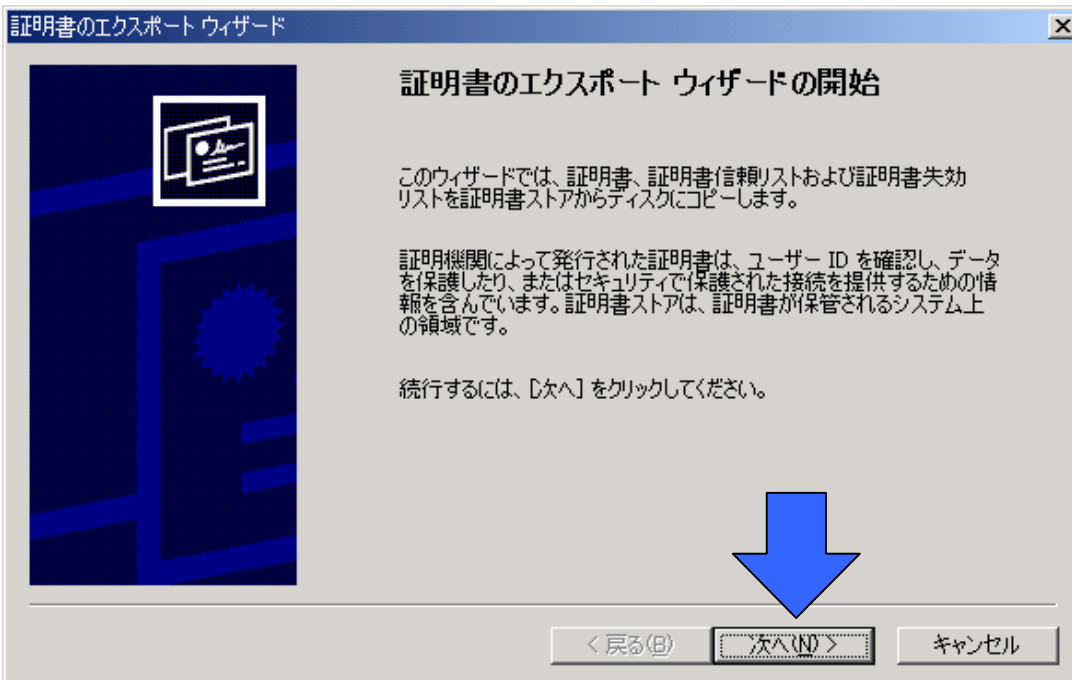 証明書のエクスポート ウィザード
証明書のエクスポート ウィザードの開始
このウィザードでは、証明書、証明書信頼リストおよび証明書失効
リストを証明書ストアからディスクにコピーします。
証明機関によって発行された証明書は、ユーザー ID を確認し、データ
を保護したり、またはセキュリティで保護された接続を提供するための情
報を含んでいます。証明書ストアは、証明書が保管されるシステム上
の領域です。
続行するには、[次へ] をクリックしてください。
< 戻る(B) 次へ(N) > キャンセル